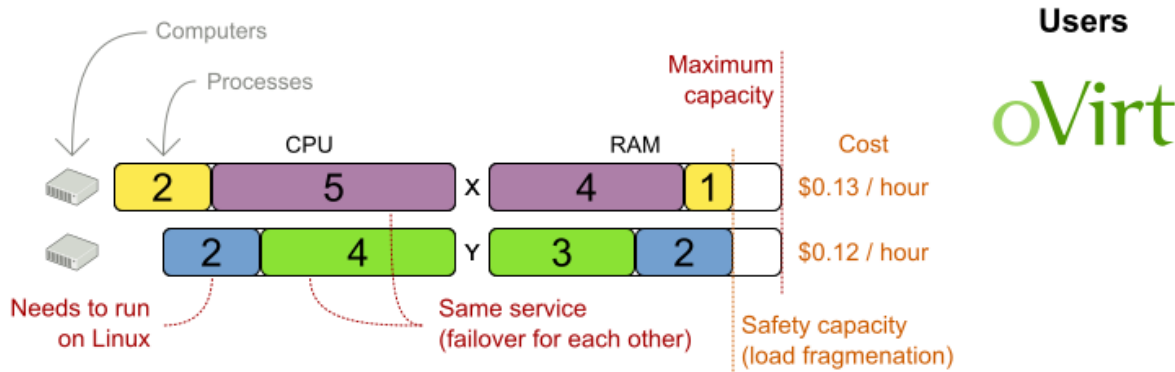 Computers
Users
Processes
Maximum
capacity
oVirt
CPU
RAM
Cost
2 5 X 4 1 $0.13 / hour
2 4 Y 3 2 $0.12 / hour
Needs to run
on Linux
Same service
(failover for each other)
Safety capacity
(load fragmenation)